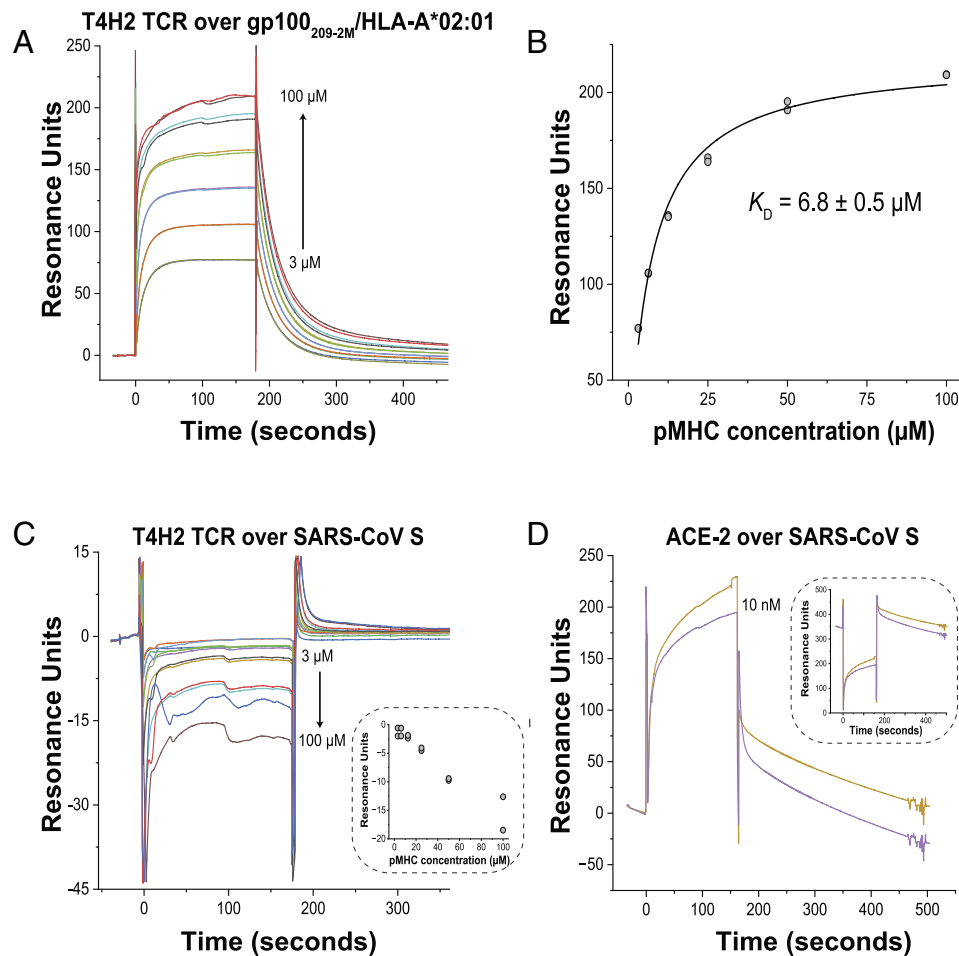 A
T4H2 TCR over gp100209-2M/HLA-A*02:01
Resonance Units
250
200
150
100
50
0
100 µM
3 µM
0
100
200
300
400
Time (seconds)
B
Resonance Units
200
150
100
50
KD = 6.8 ± 0.5 µM
0
25
50
75
100
pMHC concentration (µM)
C
T4H2 TCR over SARS-CoV S
Resonance Units
15
0
-15
-30
-45
3 µM
100 µM
0
100
200
300
Time (seconds)
Resonance Units
0
-5
-10
-15
-20
0
20
40
60
80
100
pMHC concentration (µM)
D
ACE-2 over SARS-CoV S
Resonance Units
250
225
200
175
150
125
100
75
50
25
0
-25
-50
10 nM
0
100
200
300
400
500
Time (seconds)
Resonance Units
500
400
300
200
100
0
0
200
400
Time (seconds)